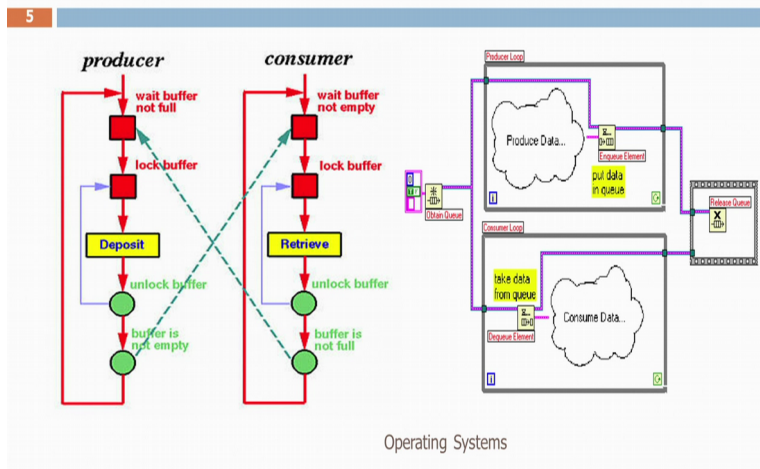 5
producer
consumer
wait buffer
not full
lock buffer
Deposit
unlock buffer
buffer is
not empty
wait buffer
not empty
lock buffer
Retrieve
unlock buffer
buffer is
not full
Producer Loop
Produce Data...
Enqueue Element
put data
in queue
i
Obtain Queue
Release Queue
Consumer Loop
take data
from queue
Dequeue Element
Consume Data...
i
Operating Systems